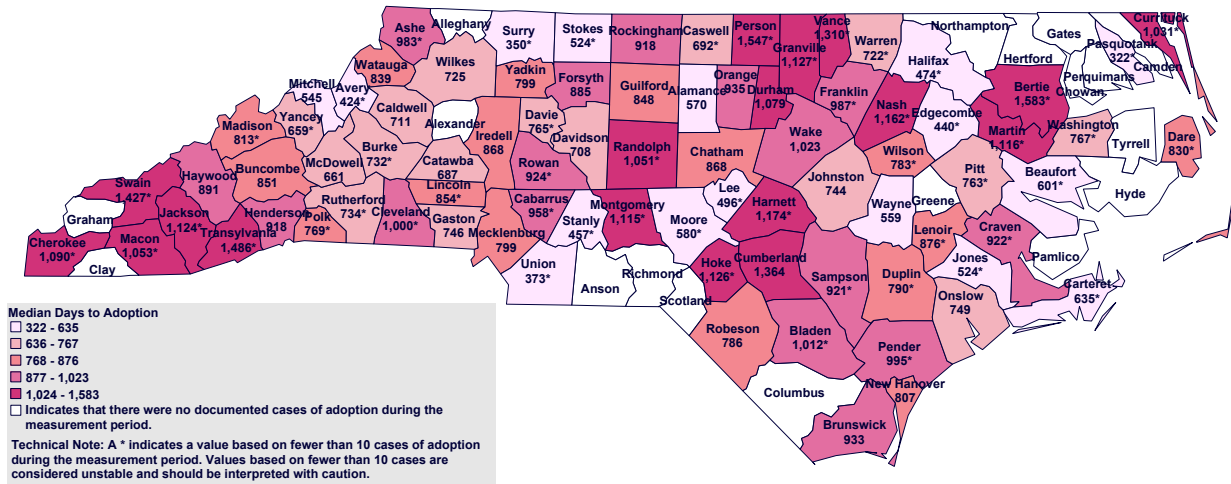 Ashe
983*
Alleghany
Surry
350*
Stokes
524*
Rockingham
918
Caswell
692*
Person
1,547*
Granville
1,127*
Vance
1,310*
Warren
722*
Northampton
Halifax
474*
Hertford
Gates
Pasquotank
322*
Currituck
1,031*
Camden
Perquimans
Chowan
Bertie
1,583*
Watauga
839
Wilkes
725
Yadkin
799
Forsyth
885
Guilford
848
Alamance
570
Orange
935
Durham
1,079
Franklin
987*
Nash
1,162*
Edgecombe
440*
Martin
1,116*
Washington
767*
Tyrrell
Dare
830*
Mitchell
545
Avery
424*
Yancey
659*
Caldwell
711
Alexander
Iredell
868
Davie
765*
Davidson
708
Randolph
1,051*
Chatham
868
Wake
1,023
Wilson
783*
Pitt
763*
Beaufort
601*
Hyde
Madison
813*
Buncombe
851
McDowell
661
Burke
732*
Catawba
687
Rowan
924*
Lincoln
854*
Johnston
744
Wayne
559
Greene
Haywood
891
Swain
1,427*
Graham
Jackson
1,124*
Henderson
918
Transylvania
1,486*
Polk
769*
Rutherford
734*
Cleveland
1,000*
Gaston
746
Mecklenburg
799
Cabarrus
958*
Stanly
457*
Montgomery
1,115*
Moore
580*
Lee
496*
Harnett
1,174*
Lenoir
876*
Craven
922*
Pamlico
Cherokee
1,090*
Clay
Macon
1,053*
Union
373*
Anson
Richmond
Scotland
Hoke
1,126*
Cumberland
1,364
Sampson
921*
Duplin
790*
Jones
524*
Onslow
749
Carteret
635*
Robeson
786
Bladen
1,012*
Pender
995*
New Hanover
807
Columbus
Brunswick
933
Median Days to Adoption
322 - 635
636 - 767
768 - 876
877 - 1,023
1,024 - 1,583
Indicates that there were no documented cases of adoption during the
measurement period.
Technical Note: A * indicates a value based on fewer than 10 cases of adoption
during the measurement period. Values based on fewer than 10 cases are
considered unstable and should be interpreted with caution.